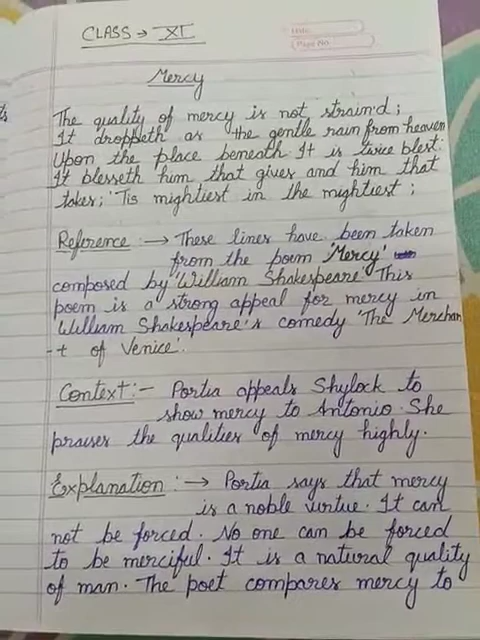 CLASS → XI
Date:
Page No.
Mercy
The quality of mercy is not strain'd;
It droppeth as the gentle rain from heaven
Upon the place beneath. It is twice blest:
It blesseth him that gives and him that
takes; 'Tis mightiest in the mightiest;
Reference :→ These lines have been taken
from the poem 'Mercy'
composed by 'William Shakespeare' This
poem is a strong appeal for mercy in
William Shakespeare's comedy 'The Merchan
-t of Venice'.
Context:- Portia appeals Shylock to
show mercy to Antonio. She
praises the qualities of mercy highly.
Explanation :→ Portia says that mercy
is a noble virtue. It can
not be forced. No one can be forced
to be merciful. It is a natural quality
of man. The poet compares mercy to